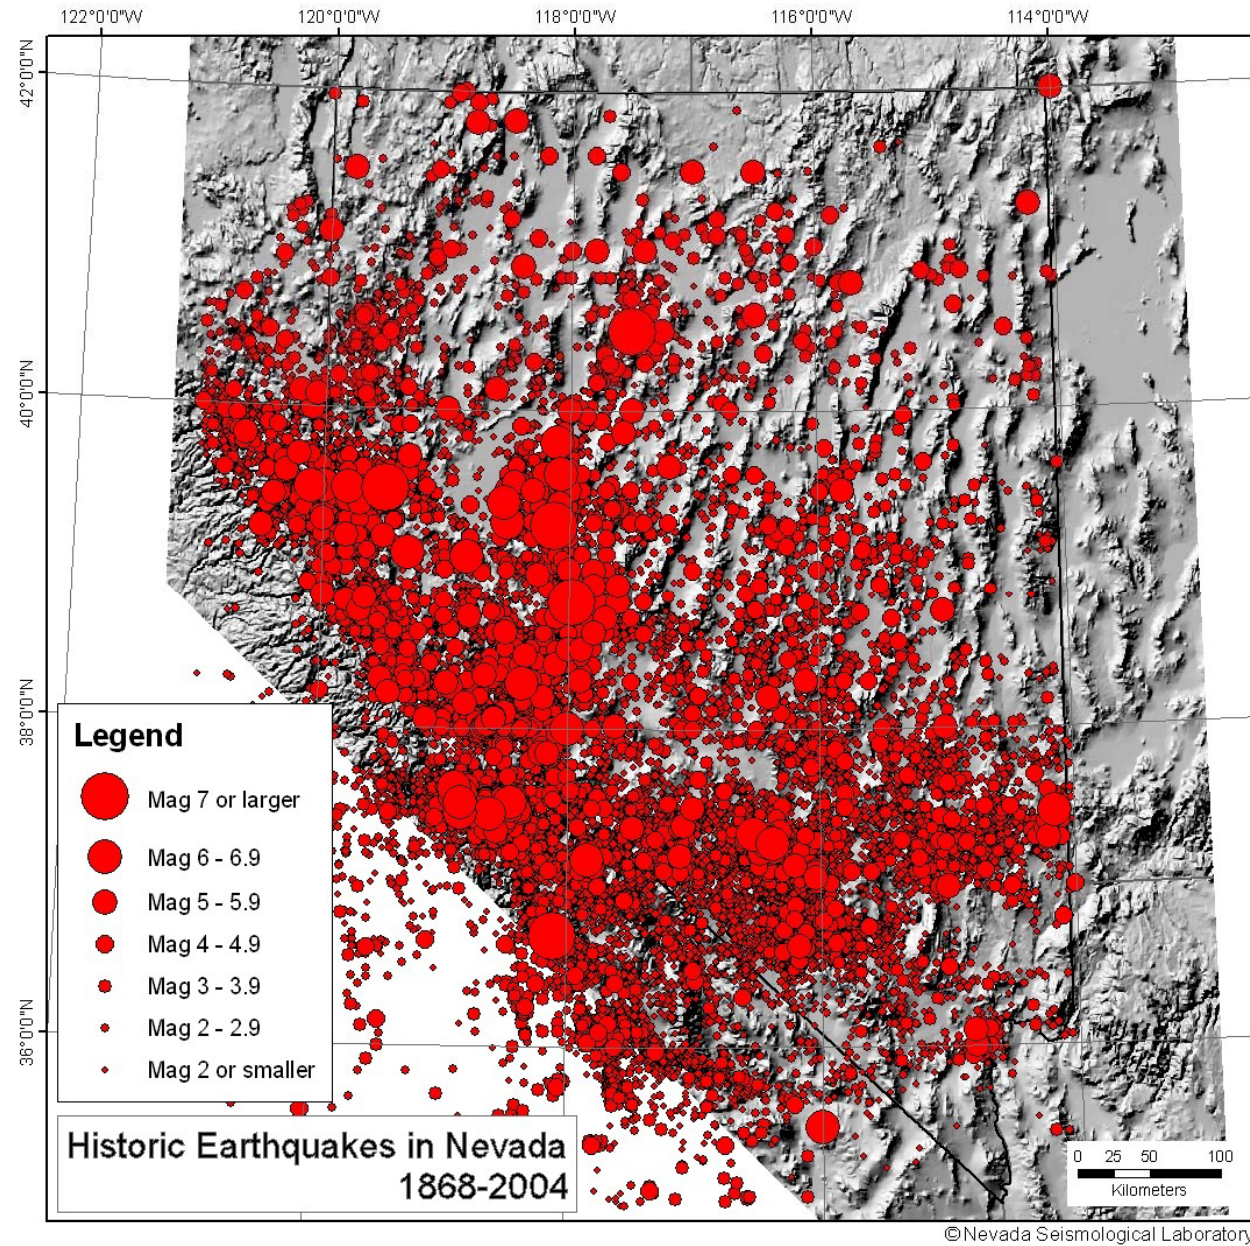 122°0'0"W 120°0'0"W 118°0'0"W 116°0'0"W 114°0'0"W
42°0'0"N
40°0'0"N
38°0'0"N
36°0'0"N
Legend
Mag 7 or larger
Mag 6 - 6.9
Mag 5 - 5.9
Mag 4 - 4.9
Mag 3 - 3.9
Mag 2 - 2.9
Mag 2 or smaller
Historic Earthquakes in Nevada
1868-2004
0 25 50 100
Kilometers
©Nevada Seismological Laboratory